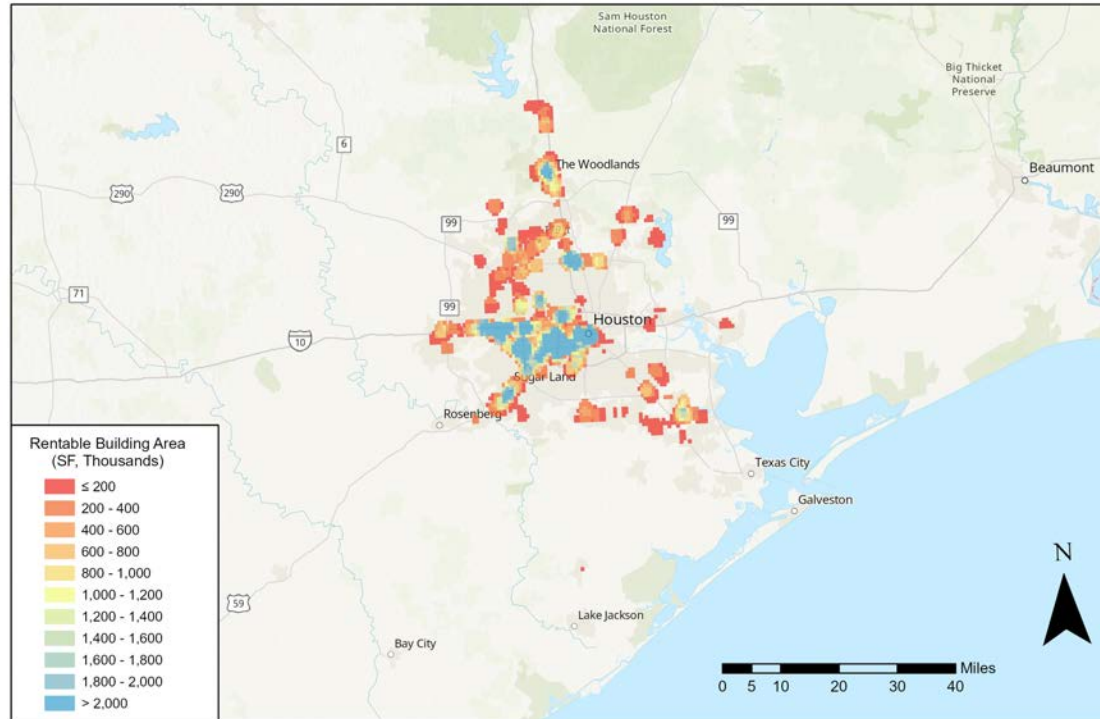 Sam Houston
National Forest
Big Thicket
National
Preserve
6
The Woodlands
Beaumont
290
290
99
99
71
99
Houston
10
Sugar Land
Rosenberg
Texas City
Galveston
Rentable Building Area
(SF, Thousands)
≤ 200
200 - 400
400 - 600
600 - 800
800 - 1,000
1,000 - 1,200
1,200 - 1,400
1,400 - 1,600
1,600 - 1,800
1,800 - 2,000
> 2,000
59
Lake Jackson
Bay City
N
Miles
0 5 10 20 30 40